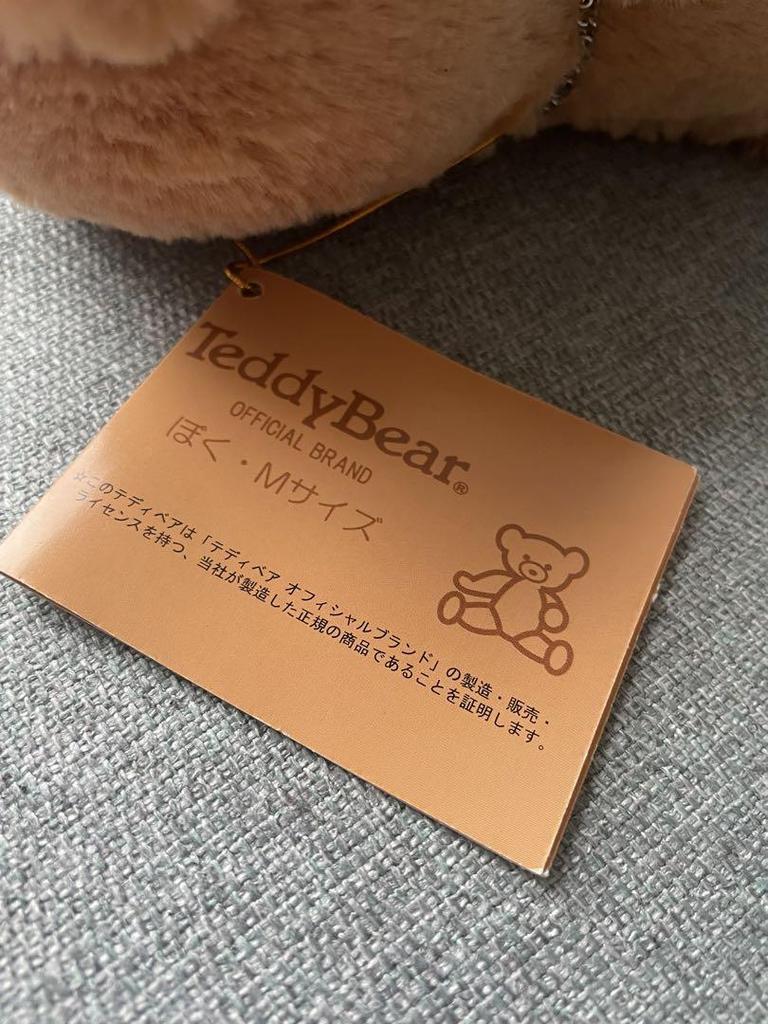 TeddyBear®
OFFICIAL BRAND
ぼく・Mサイズ
☆このテディベアは「テディベア オフィシャルブランド」の製造・販売・
ライセンスを持つ、当社が製造した正規の商品であることを証明します。